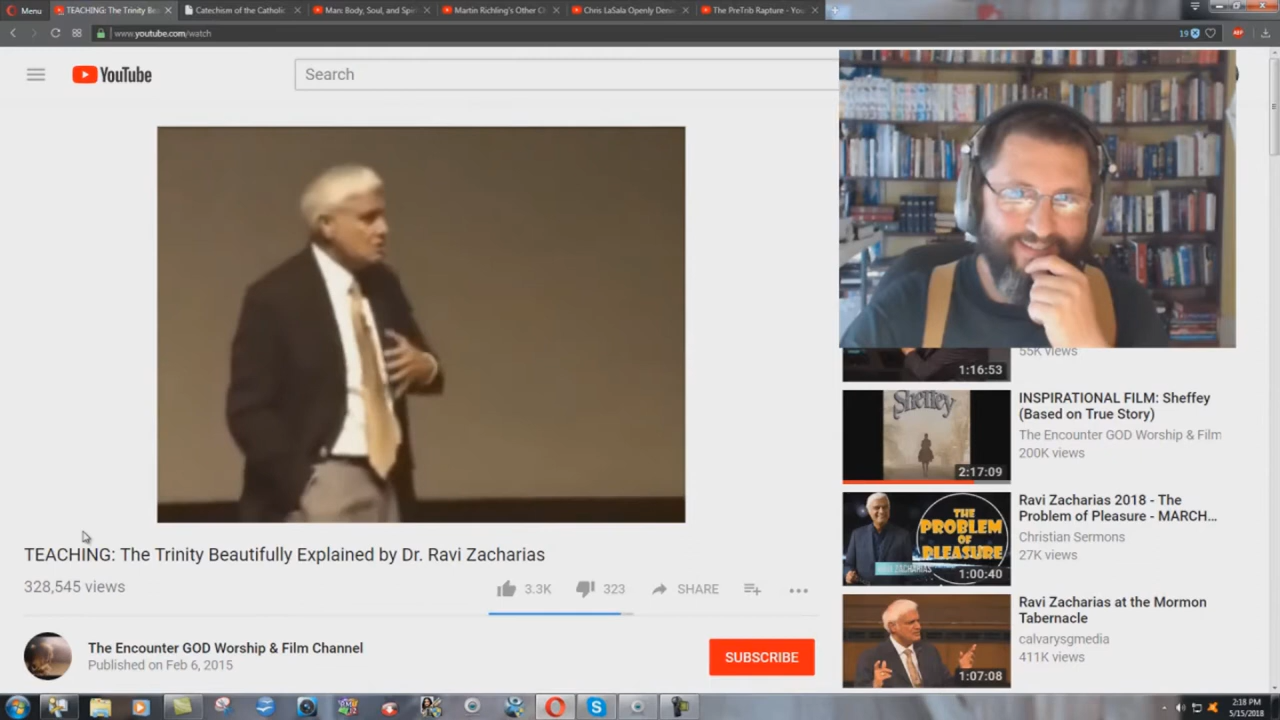 Menu
TEACHING: The Trinity Be
Catechism of the Catholic
Man: Body, Soul, and Spiri
Martin Richling's Other C
Chris LaSala Openly Deni
The PreTrib Rapture - You
www.youtube.com/watch
19
ABP
YouTube
Search
TEACHING: The Trinity Beautifully Explained by Dr. Ravi Zacharias
328,545 views
3.3K
323
SHARE
The Encounter GOD Worship & Film Channel
Published on Feb 6, 2015
SUBSCRIBE
55K views
1:16:53
Sheffey
2:17:09
INSPIRATIONAL FILM: Sheffey
(Based on True Story)
The Encounter GOD Worship & Film
200K views
THE
PROBLEM
OF
PLEASURE
RAVI ZACHARIAS
1:00:40
Ravi Zacharias 2018 - The
Problem of Pleasure - MARCH...
Christian Sermons
27K views
1:07:08
Ravi Zacharias at the Mormon
Tabernacle
calvarysgmedia
411K views
2:18 PM
5/15/2018